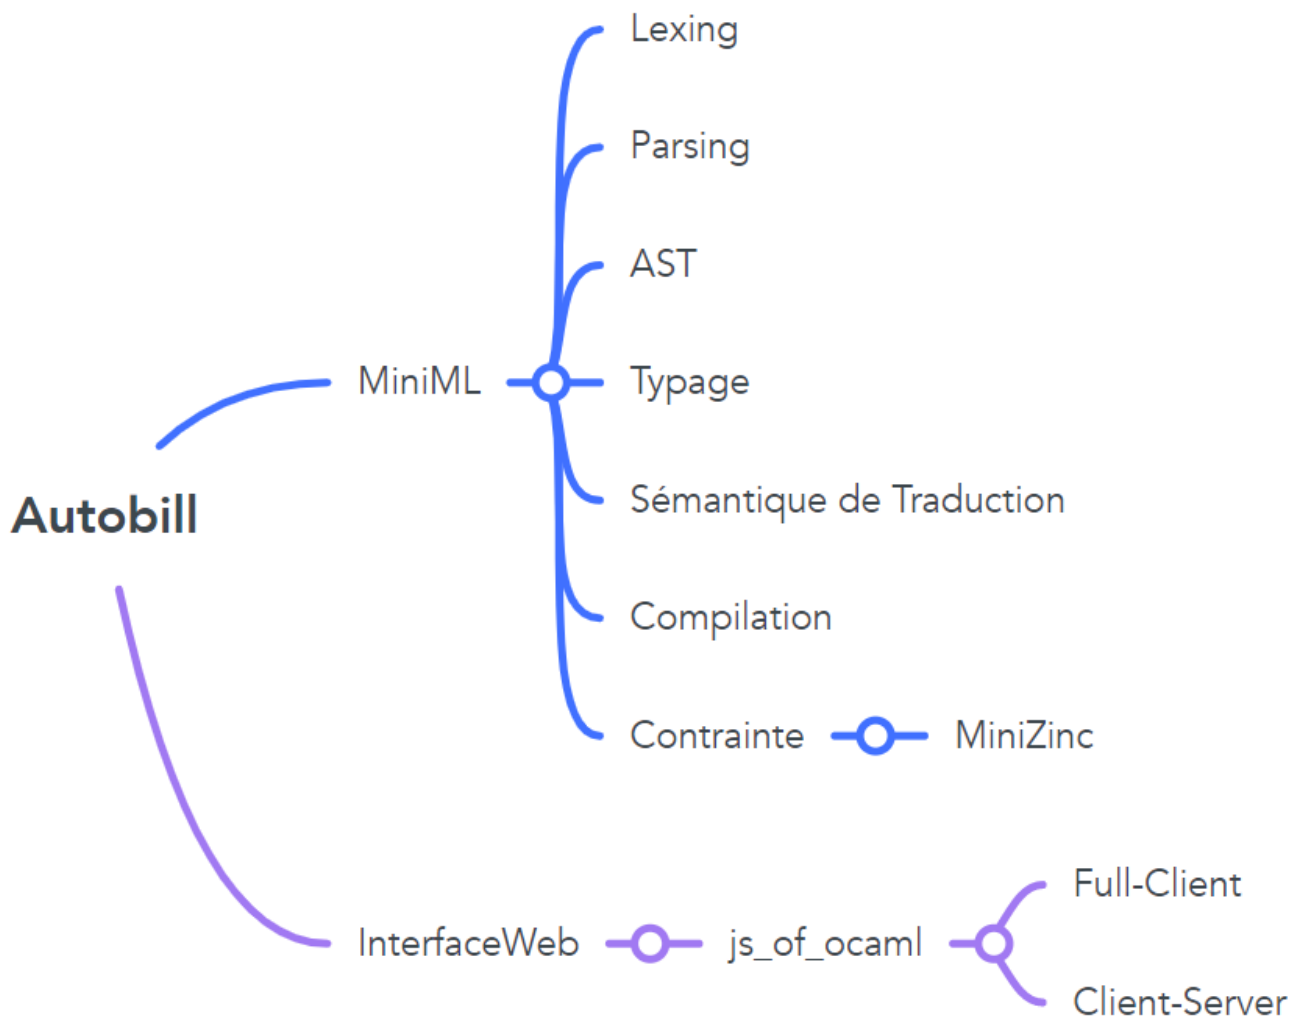 Autobill
MiniML
Lexing
Parsing
AST
Typage
Sémantique de Traduction
Compilation
Contrainte
MiniZinc
InterfaceWeb
js_of_ocaml
Full-Client
Client-Server